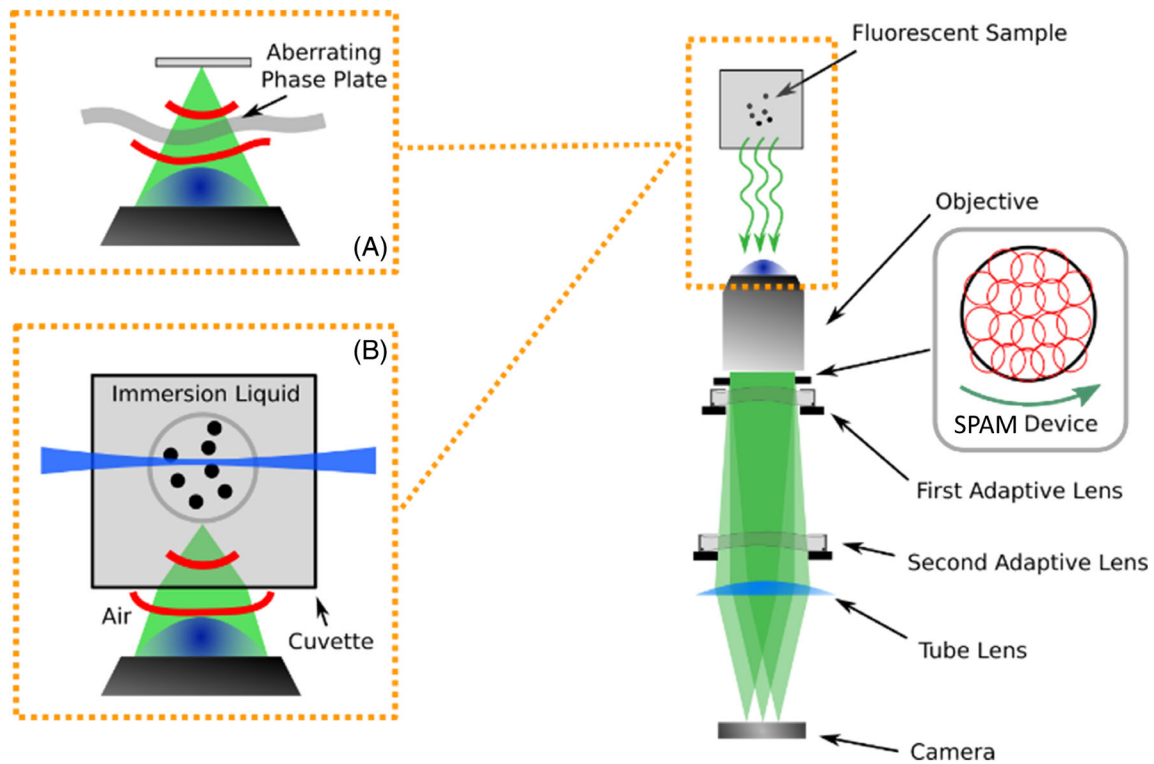 Aberrating
Phase Plate
(A)
(B)
Immersion Liquid
Air
Cuvette
Fluorescent Sample
Objective
SPAM Device
First Adaptive Lens
Second Adaptive Lens
Tube Lens
Camera